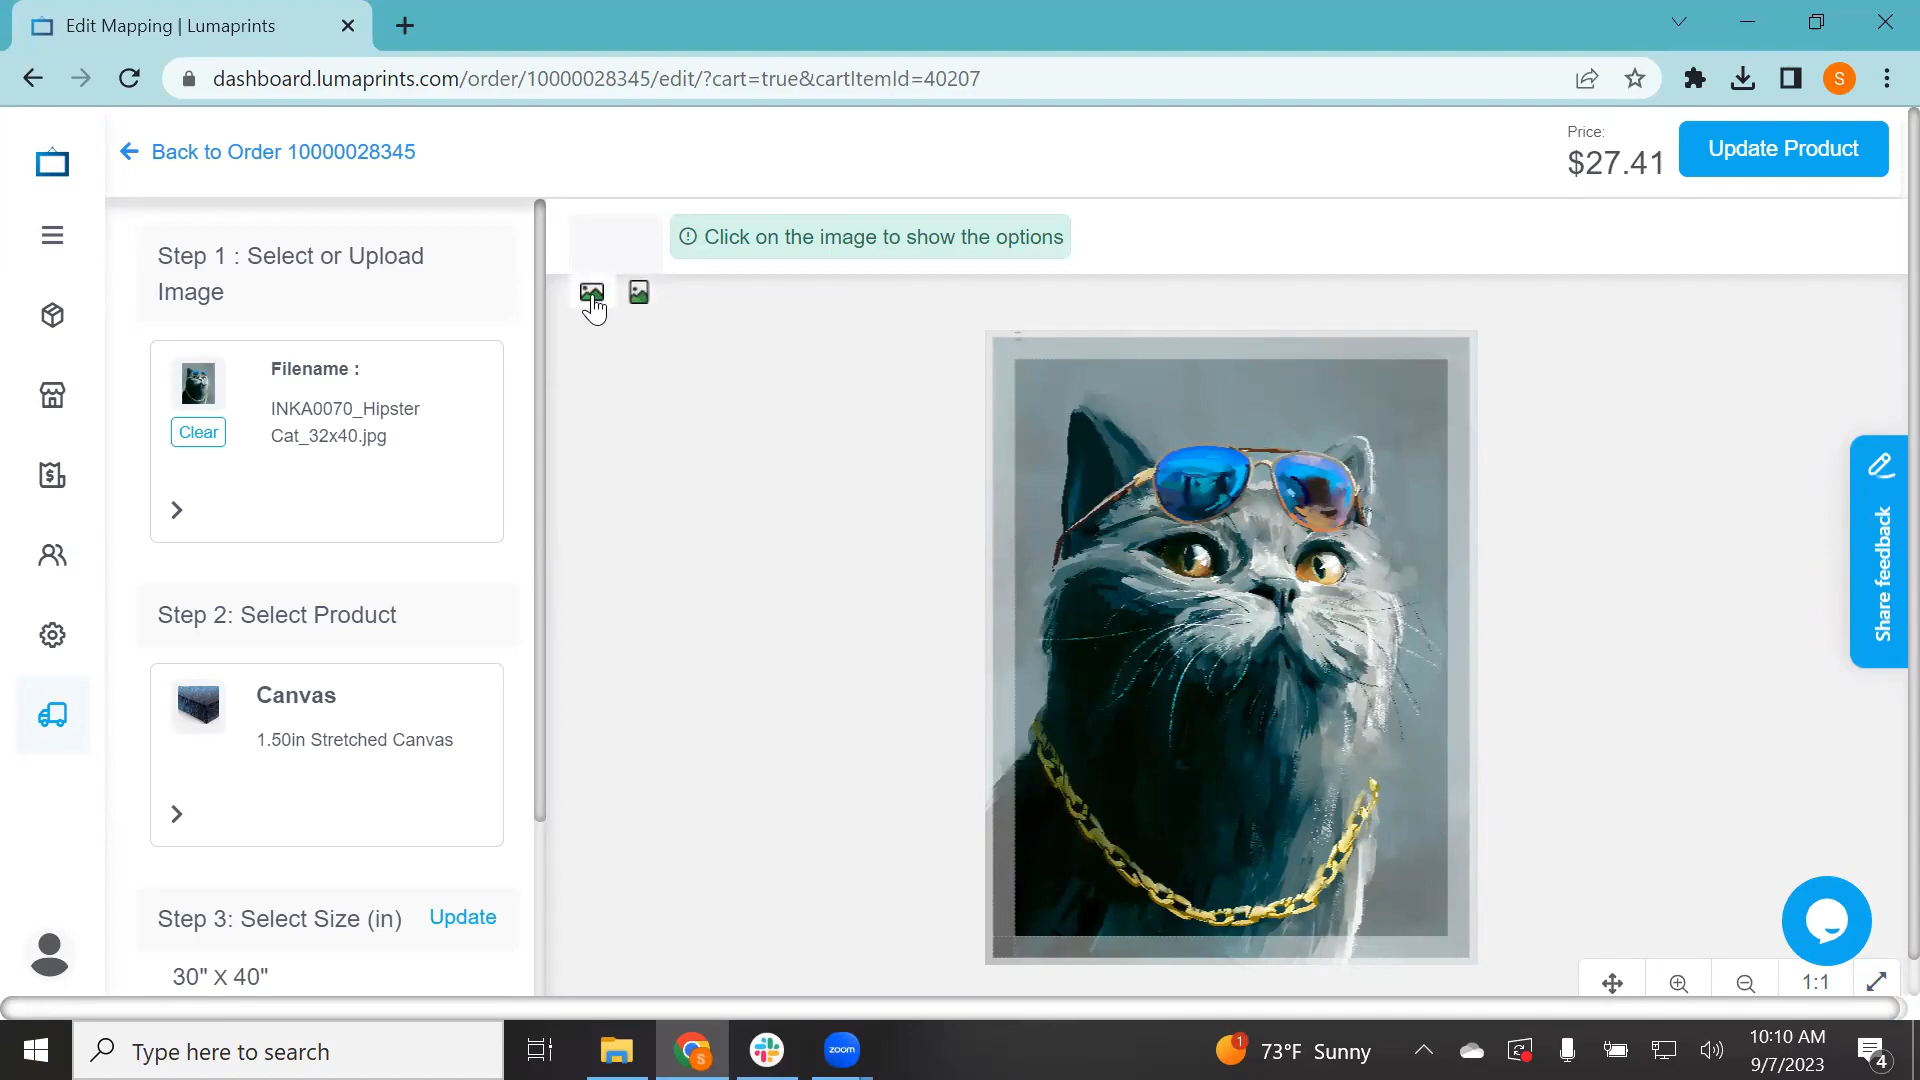 Edit Mapping | Lumaprints
dashboard.lumaprints.com/order/10000028345/edit/?cart=true&cartItemId=40207
S
Back to Order 10000028345
Price:
$27.41
Update Product
Step 1 : Select or Upload
Image
Click on the image to show the options
Filename :
INKA0070_Hipster
Cat_32x40.jpg
Clear
Step 2: Select Product
Canvas
1.50in Stretched Canvas
Step 3: Select Size (in)
Update
30" X 40"
Share feedback
1:1
Type here to search
S
zoom
1
73°F Sunny
10:10 AM
9/7/2023
4